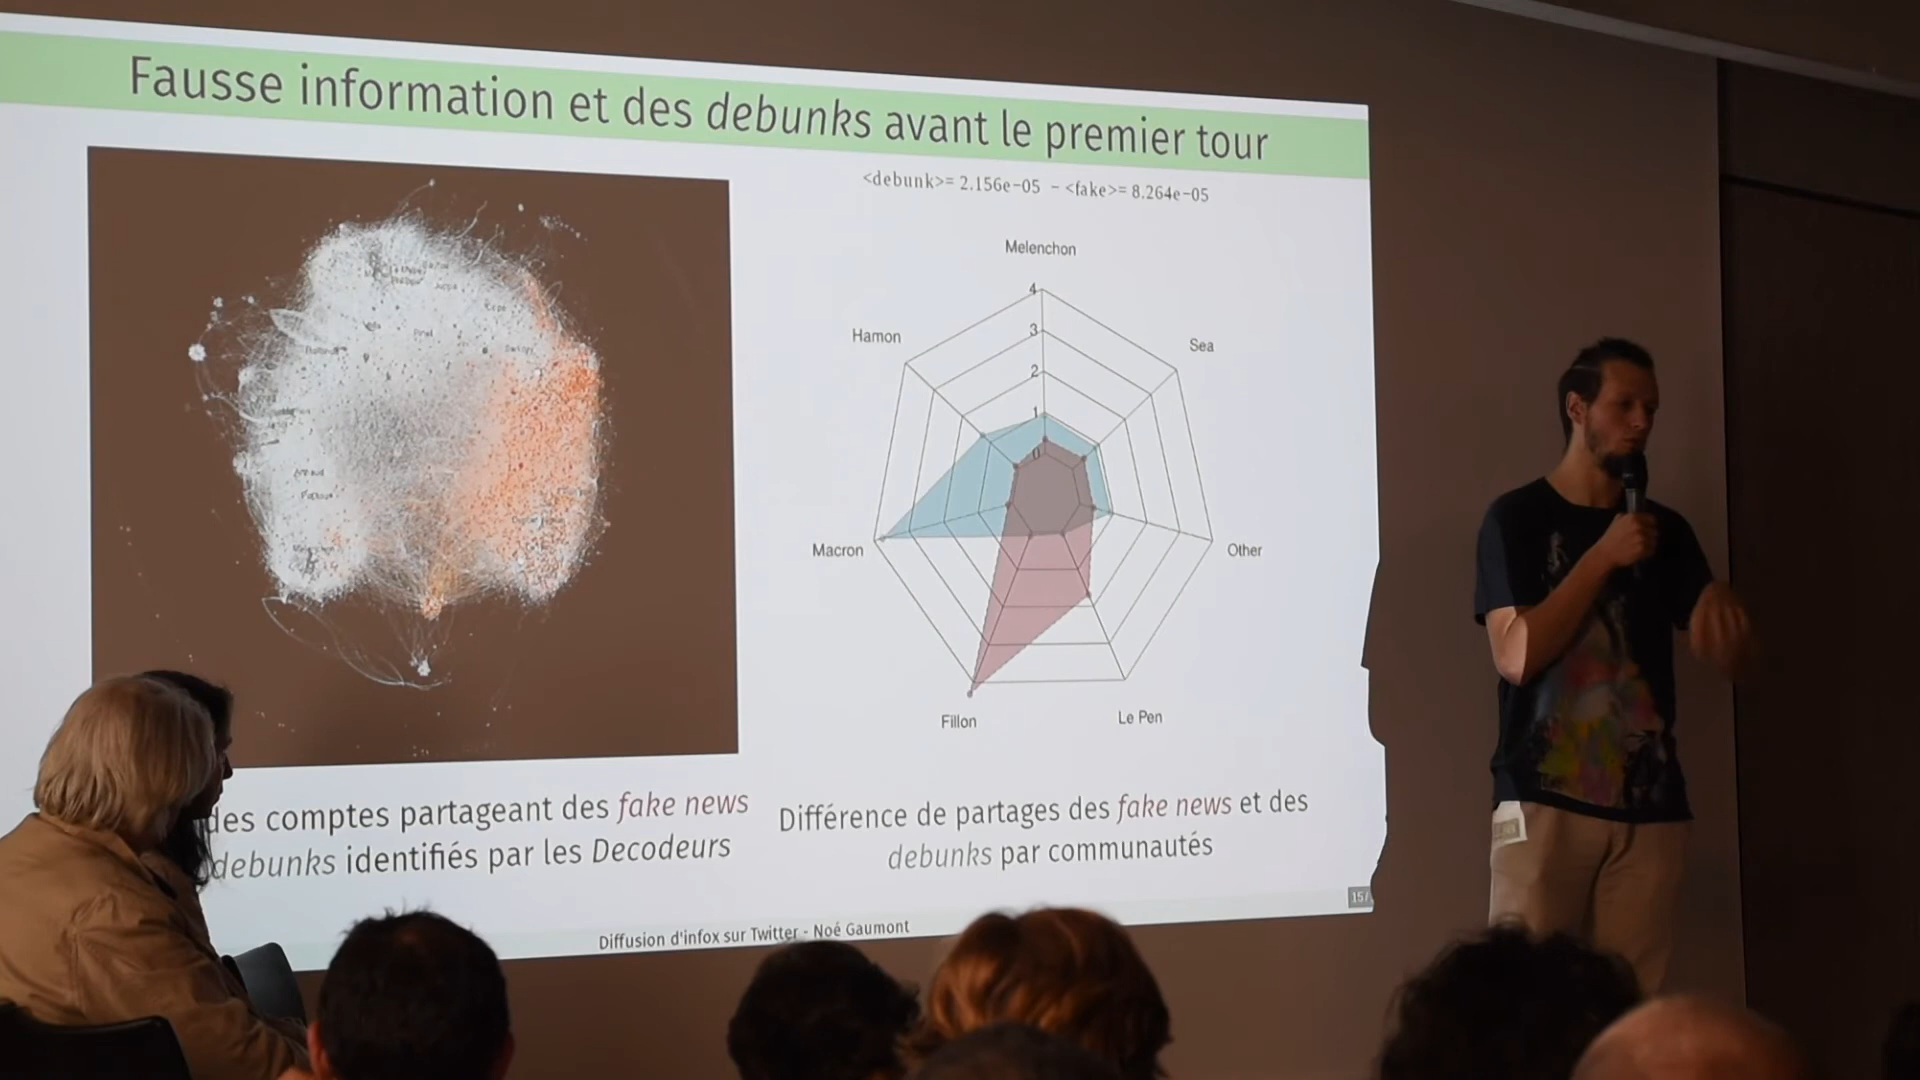 Fausse information et des debunks avant le premier tour
<debunk>= 2.156e-05 - <fake>= 8.264e-05
Melenchon
4
Hamon
3
Sea
2
1
0
Macron
Other
Fillon
Le Pen
des comptes partageant des fake news
debunks identifiés par les Decodeurs
Différence de partages des fake news et des
debunks par communautés
15/
Diffusion d'infox sur Twitter - Noé Gaumont